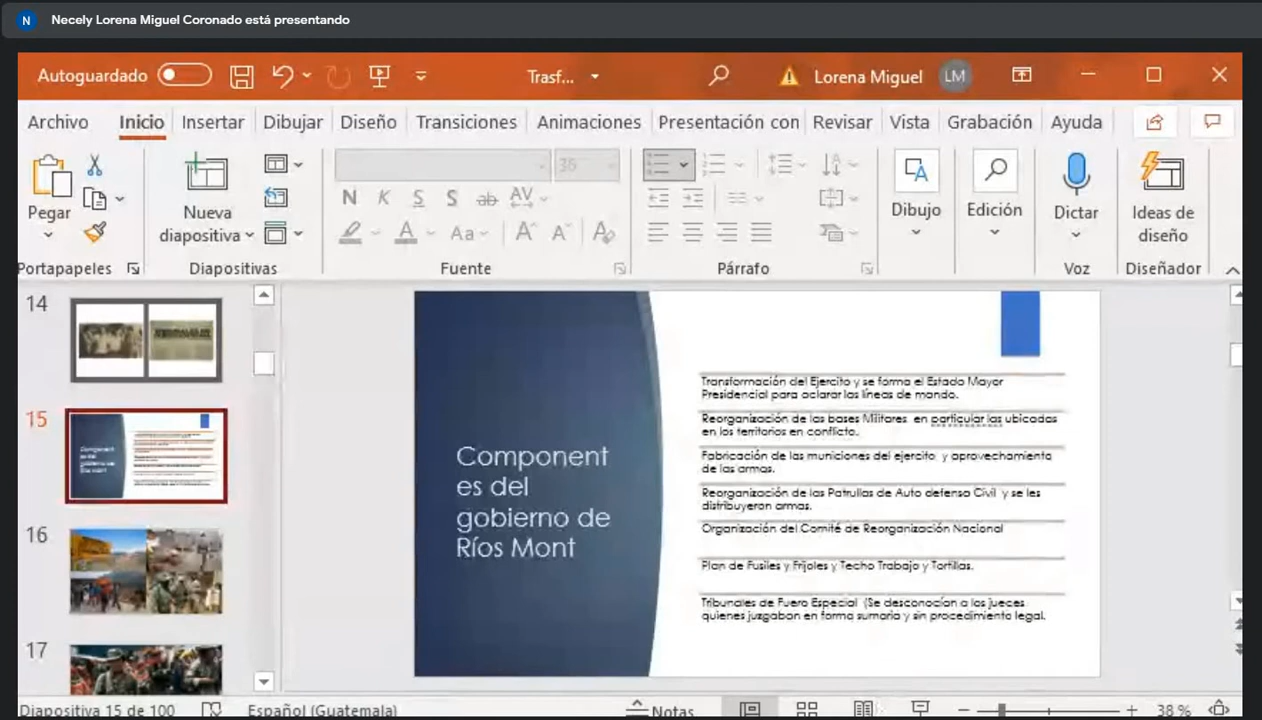 N Necely Lorena Miguel Coronado está presentando
Autoguardado Trasf... Lorena Miguel LM
Archivo Inicio Insertar Dibujar Diseño Transiciones Animaciones Presentación con Revisar Vista Grabación Ayuda
36
N K S S ab AV
A Aa A A A
Pegar
Nueva
diapositiva
Dibujo
Edición
Dictar
Ideas de
diseño
Portapapeles Diapositivas Fuente Párrafo Voz Diseñador
14
15
16
17
Component
es del
gobierno de
Ríos Mont
Transformación del Ejercito y se forma el Estado Mayor
Presidencial para aclarar las líneas de mando.
Reorganización de las bases Militares en particular las ubicadas
en los territorios en conflicto.
Fabricación de las municiones del ejercito y aprovechamiento
de las armas.
Reorganización de las Patrullas de Auto defensa Civil y se les
distribuyeron armas.
Organización del Comité de Reorganización Nacional
Plan de Fusiles y Frijoles y Techo Trabajo y Tortillas.
Tribunales de Fuero Especial (Se desconocían a los jueces
quienes juzgaban en forma sumaria y sin procedimiento legal.
Diapositiva 15 de 100 Español (Guatemala) Notas 38 %